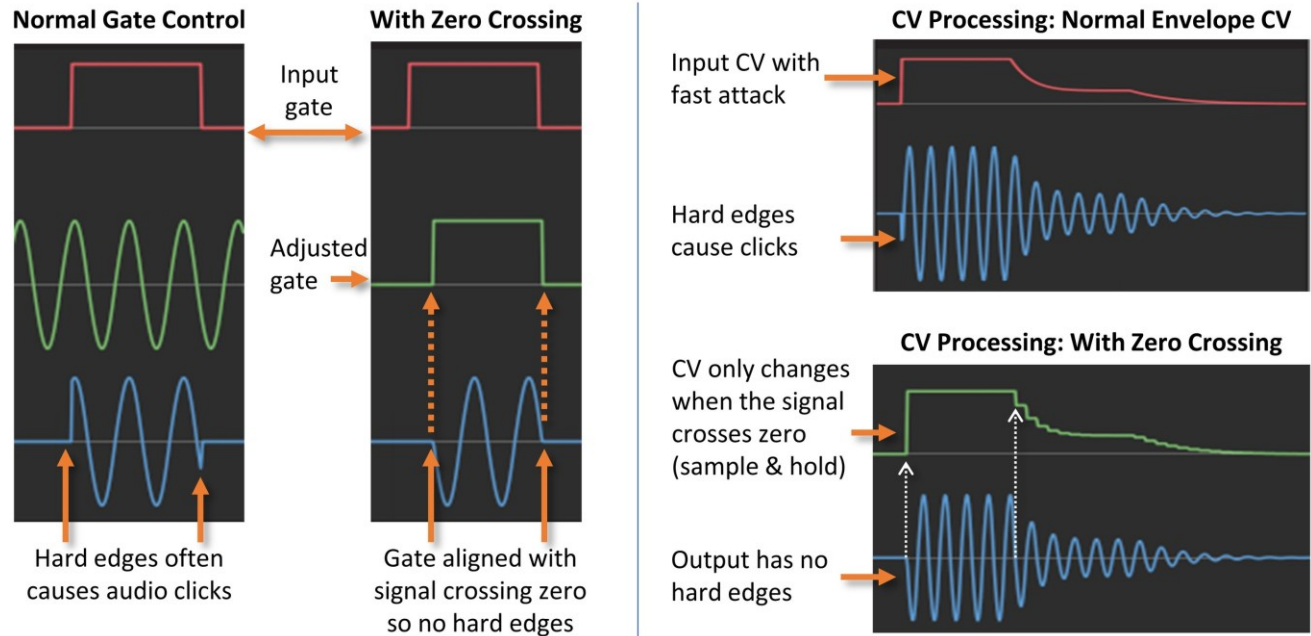 Normal Gate Control
With Zero Crossing
Input
gate
Adjusted
gate
Hard edges often
causes audio clicks
Gate aligned with
signal crossing zero
so no hard edges
CV Processing: Normal Envelope CV
Input CV with
fast attack
Hard edges
cause clicks
CV Processing: With Zero Crossing
CV only changes
when the signal
crosses zero
(sample & hold)
Output has no
hard edges